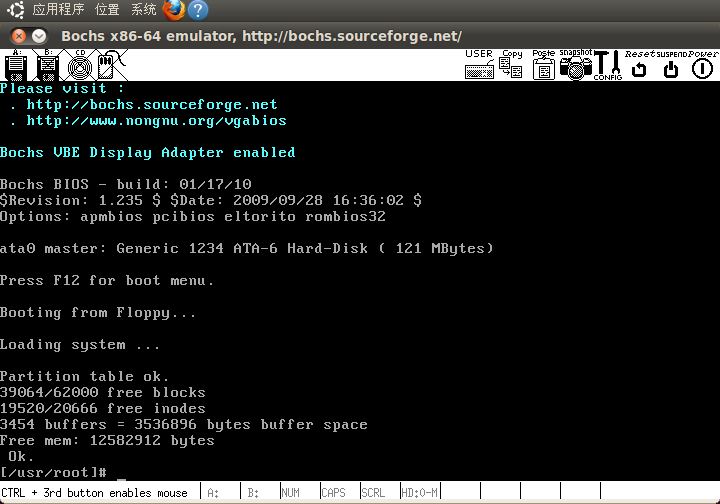 应用程序 位置 系统 ?
Bochs x86-64 emulator, http://bochs.sourceforge.net/
A: B: CD USER Copy Paste Snapshot CONFIG Reset SUSPEND Power
Please visit :
. http://bochs.sourceforge.net
. http://www.nongnu.org/vgabios
Bochs VBE Display Adapter enabled
Bochs BIOS - build: 01/17/10
$Revision: 1.235 $ $Date: 2009/09/28 16:36:02 $
Options: apmbios pcibios eltorito rombios32
ata0 master: Generic 1234 ATA-6 Hard-Disk ( 121 MBytes)
Press F12 for boot menu.
Booting from Floppy...
Loading system ...
Partition table ok.
39064/62000 free blocks
19520/20666 free inodes
3454 buffers = 3536896 bytes buffer space
Free mem: 12582912 bytes
Ok.
[/usr/root]# _
CTRL + 3rd button enables mouse A: B: NUM CAPS SCRL HD:0-M